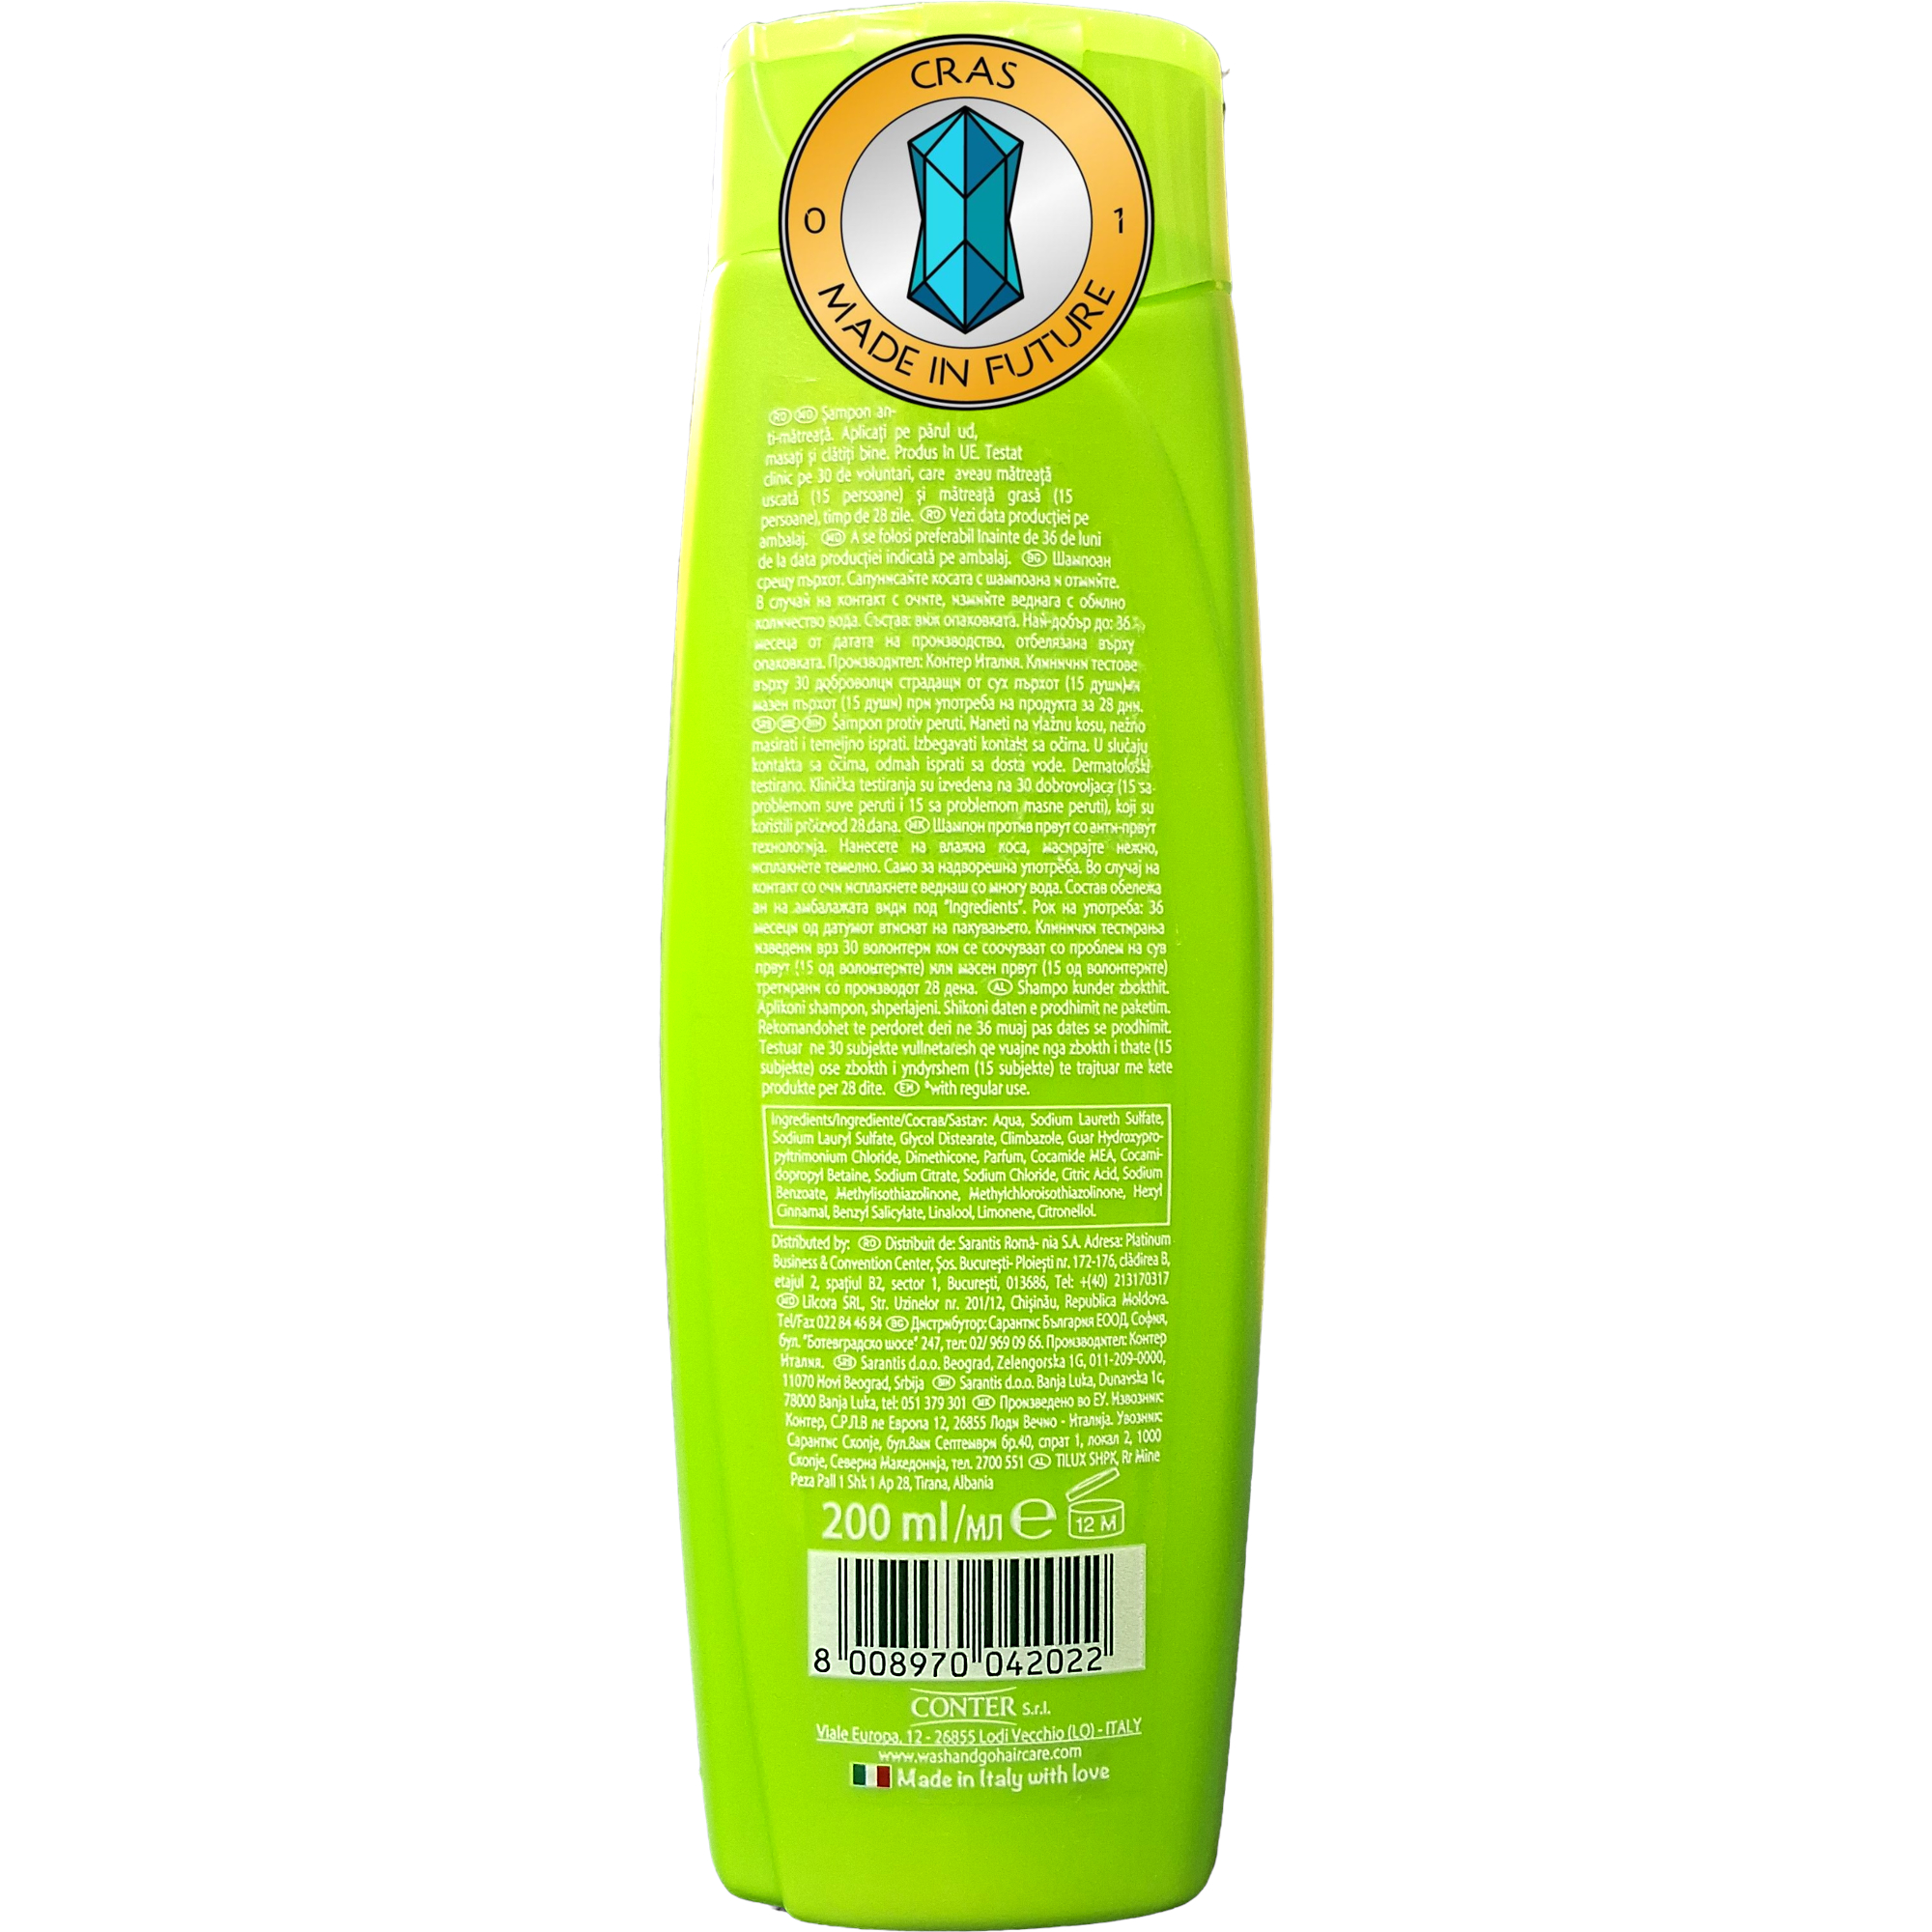 CRAS
0 1
MADE IN FUTURE
RO MD Șampon an-
ti-mătreață. Aplicați pe părul ud,
masați și clătiți bine. Produs în UE. Testat
clinic pe 30 de voluntari, care aveau mătreață
uscată (15 persoane) și mătreață grasă (15
persoane), timp de 28 zile. RO Vezi data producției pe
ambalaj. MD A se folosi preferabil înainte de 36 de luni
de la data producției indicată pe ambalaj. BG Шампоан
срещу пърхот. Сапунисайте косата с шампоана и отмийте.
В случай на контакт с очите, измийте веднага с обилно
количество вода. Състав: виж опаковката. Най-добър до: 36
месеца от датата на производство, отбелязана върху
опаковката. Производител: Контер Италия. Клинични тестове
върху 30 доброволци страдащи от сух пърхот (15 души) и
мазен пърхот (15 души) при употреба на продукта за 28 дни.
SRB MNE BIH Šampon protiv peruti. Naneti na vlažnu kosu, nežno
masirati i temeljno isprati. Izbegavati kontakt sa očima. U slučaju
kontakta sa očima, odmah isprati sa dosta vode. Dermatološki
testirano. Klinička testiranja su izvedena na 30 dobrovoljaca (15 sa
problemom suve peruti i 15 sa problemom masne peruti), koji su
koristili proizvod 28 dana. MK Шампон против првут со анти-првут
технологија. Нанесете на влажна коса, масирајте нежно,
исплакнете темелно. Само за надворешна употреба. Во случај на
контакт со очи исплакнете веднаш со многу вода. Состав обележа
ан на амбалажата види под "Ingredients". Рок на употреба: 36
месеци од датумот втиснат на пакувањето. Клинички тестирања
изведени врз 30 волонтери кои се соочуваат со проблем на сув
првут (15 од волонтерите) или масен првут (15 од волонтерите)
третирани со производот 28 дена. AL Shampo kunder zbokthit.
Aplikoni shampon, shperlajeni. Shikoni daten e prodhimit ne paketim.
Rekomandohet te perdoret deri ne 36 muaj pas dates se prodhimit.
Testuar ne 30 subjekte vullnetaresh qe vuajne nga zbokth i thate (15
subjekte) ose zbokth i yndyrshem (15 subjekte) te trajtuar me kete
produkte per 28 dite. EN *with regular use.
Ingredients/Ingrediente/Состав/Sastav: Aqua, Sodium Laureth Sulfate,
Sodium Lauryl Sulfate, Glycol Distearate, Climbazole, Guar Hydroxypro-
pyltrimonium Chloride, Dimethicone, Parfum, Cocamide MEA, Cocami-
dopropyl Betaine, Sodium Citrate, Sodium Chloride, Citric Acid, Sodium
Benzoate, Methylisothiazolinone, Methylchloroisothiazolinone, Hexyl
Cinnamal, Benzyl Salicylate, Linalool, Limonene, Citronellol.
Distributed by: RO Distribuit de: Sarantis Româ- nia S.A. Adresa: Platinum
Business & Convention Center, Șos. București- Ploiești nr. 172-176, clădirea B,
etajul 2, spațiul B2, sector 1, București, 013686, Tel: +(40) 213170317
MD Lilcora SRL, Str. Uzinelor nr. 201/12, Chișinău, Republica Moldova.
Tel/Fax 022 84 46 84 BG Дистрибутор: Сарантис България ЕООД, София,
бул. "Ботевградско шосе" 247, тел: 02/ 969 09 66. Производител: Контер
Италия. SRB Sarantis d.o.o. Beograd, Zelengorska 1G, 011-209-0000,
11070 Novi Beograd, Srbija BIH Sarantis d.o.o. Banja Luka, Dunavska 1c,
78000 Banja Luka, tel: 051 379 301 MK Произведено во ЕУ. Извозник:
Контер, С.Р.Л.В ле Европа 12, 26855 Лоди Вечио - Италија. Увозник:
Сарантис Скопје, бул.8ми Септември бр.40, спрат 1, локал 2, 1000
Скопје, Северна Македонија, тел. 2700 551 AL TILUX SHPK, Rr Mine
Peza Pall 1 Shk 1 Ap 28, Tirana, Albania
200 ml/мл e 12 M
8 008970 042022
CONTER S.r.l.
Viale Europa, 12 - 26855 Lodi Vecchio (LO) - ITALY
www.washandgohaircare.com
Made in Italy with love